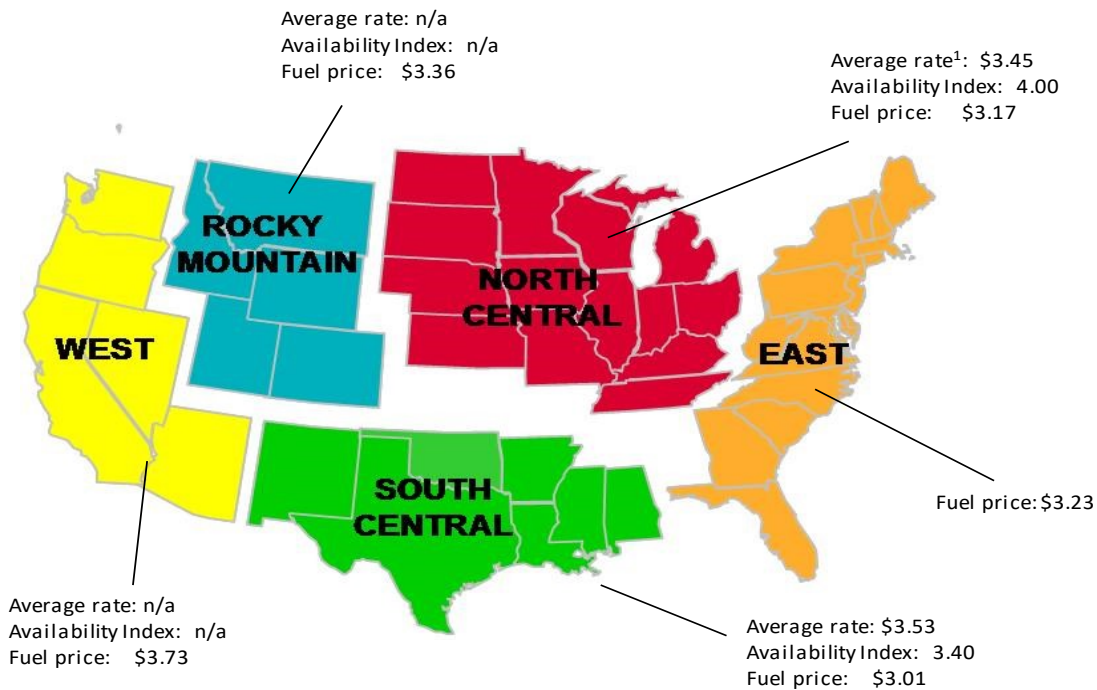 Average rate: n/a
Availability Index: n/a
Fuel price: $3.36
Average rate¹: $3.45
Availability Index: 4.00
Fuel price: $3.17
ROCKY
MOUNTAIN
NORTH
CENTRAL
WEST
EAST
SOUTH
CENTRAL
Fuel price: $3.23
Average rate: n/a
Availability Index: n/a
Fuel price: $3.73
Average rate: $3.53
Availability Index: 3.40
Fuel price: $3.01